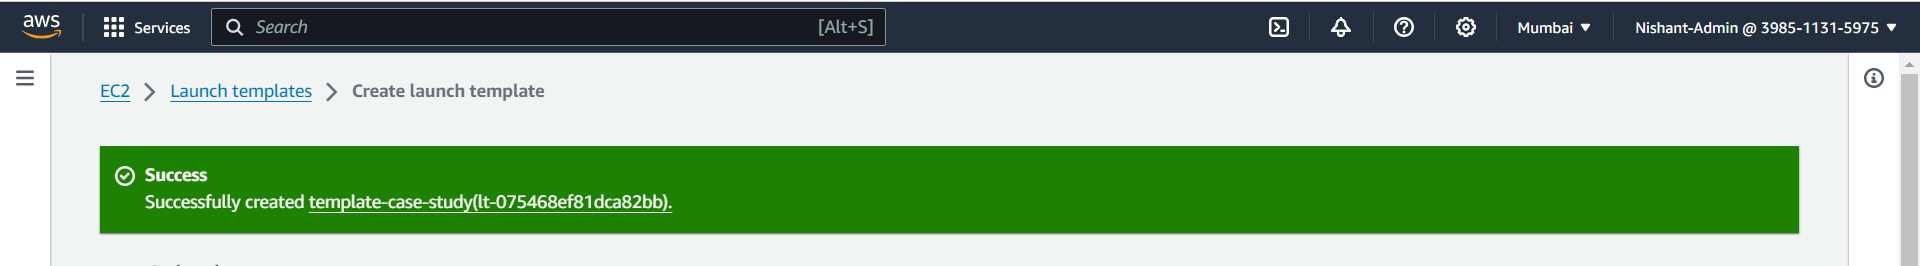 aws
Services
Search
[Alt+S]
Mumbai
Nishant-Admin @ 3985-1131-5975
EC2 > Launch templates > Create launch template
Success
Successfully created template-case-study(lt-075468ef81dca82bb).